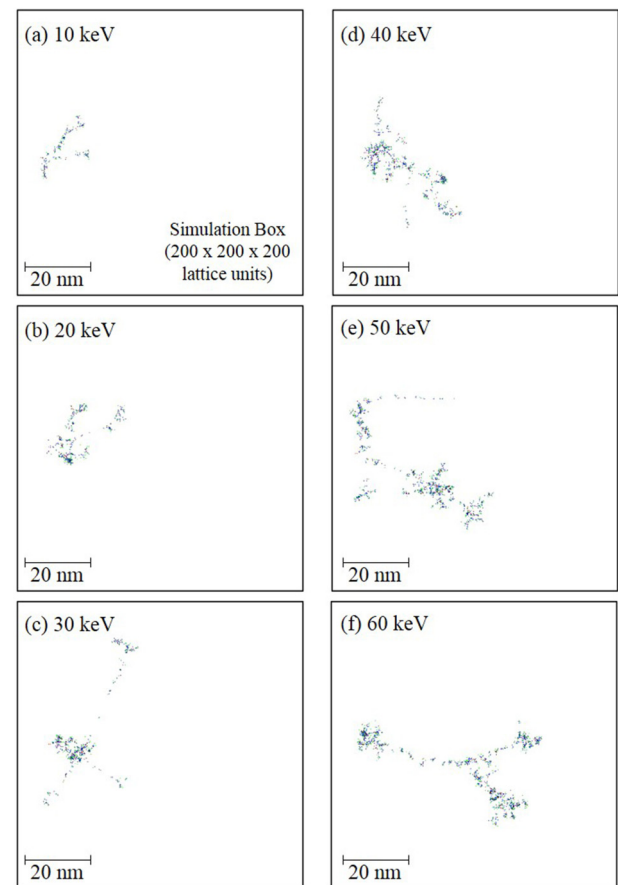 (a) 10 keV
Simulation Box
(200 x 200 x 200
lattice units)
20 nm
(b) 20 keV
20 nm
(c) 30 keV
20 nm
(d) 40 keV
20 nm
(e) 50 keV
20 nm
(f) 60 keV
20 nm